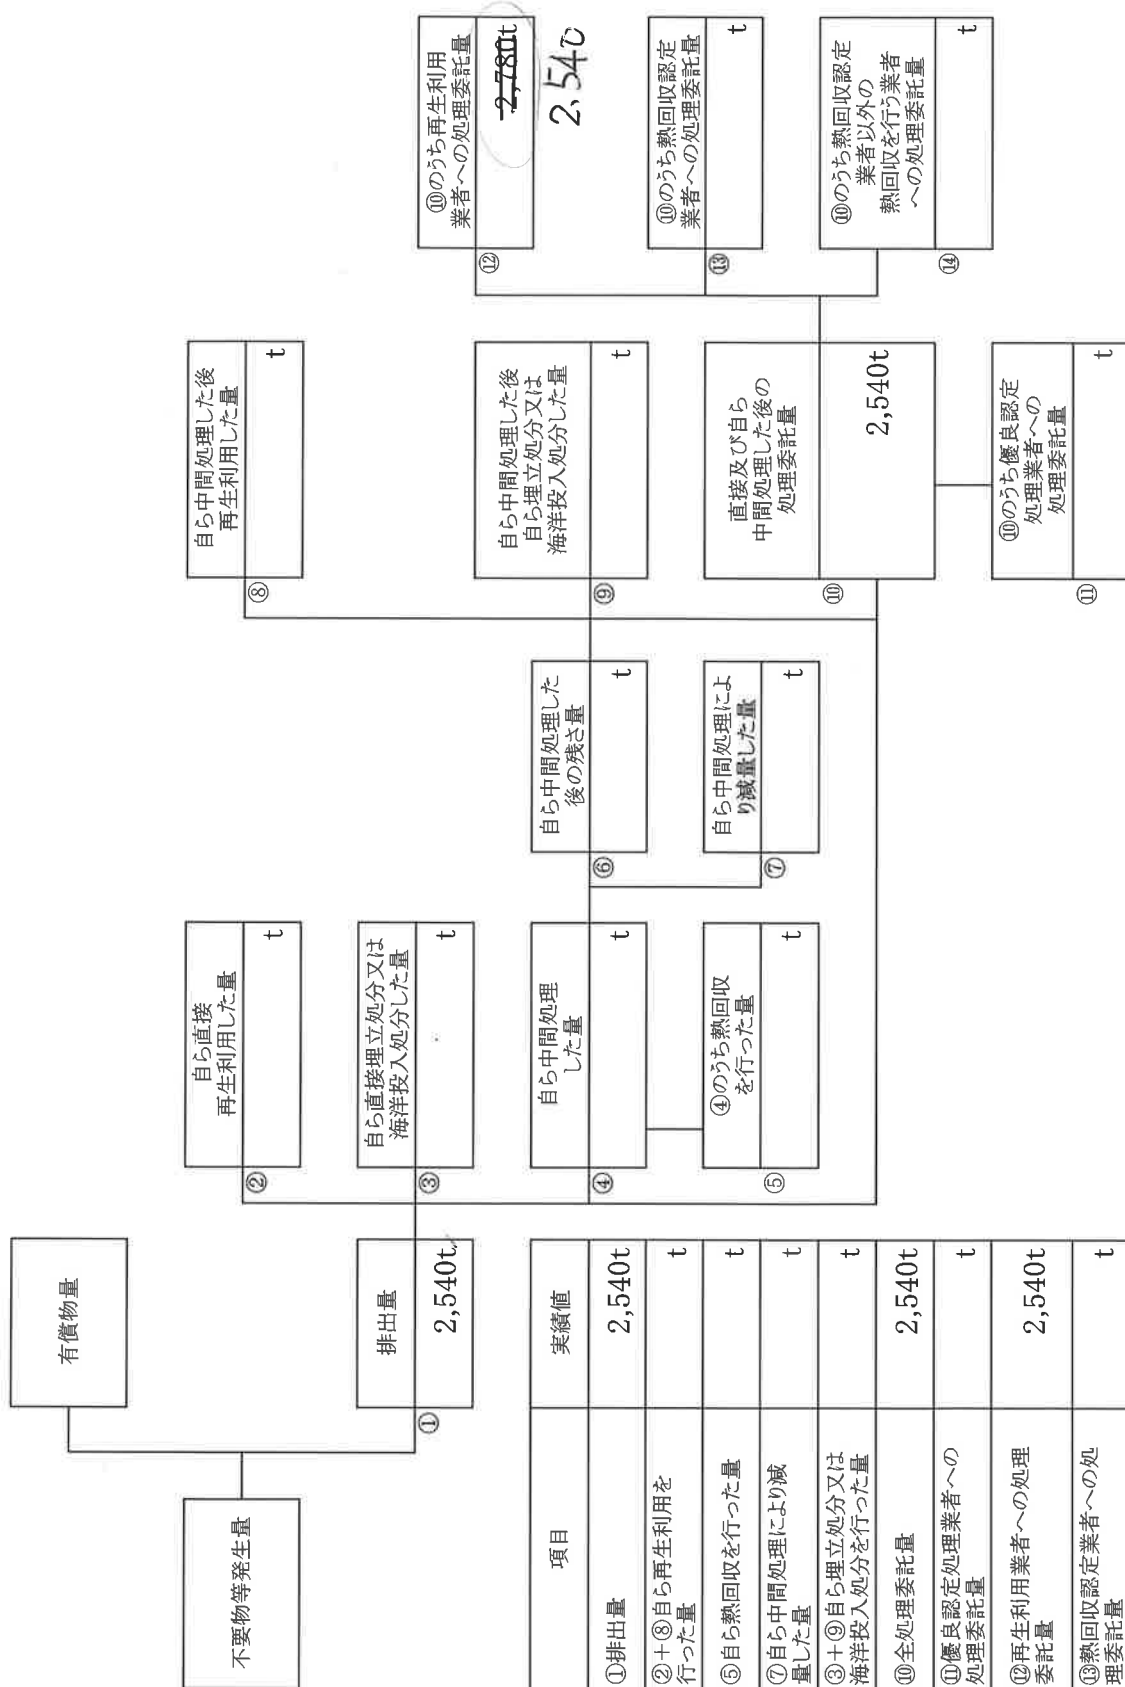 不要物等発生量
有償物量
①
排出量
2,540t
②
自ら直接
再生利用した量
t
③
自ら直接埋立処分又は
海洋投入処分した量
t
④
自ら中間処理
した量
t
⑤
④のうち熱回収
を行った量
t
⑥
自ら中間処理した
後の残さ量
t
⑦
自ら中間処理によ
り減量した量
t
⑧
自ら中間処理した後
再生利用した量
t
⑨
自ら中間処理した後
自ら埋立処分又は
海洋投入処分した量
t
⑩
直接及び自ら
中間処理した後の
処理委託量
2,540t
⑪
⑩のうち優良認定
処理業者への
処理委託量
t
⑫
⑩のうち再生利用
業者への処理委託量
2,780t
2,540
⑬
⑩のうち熱回収認定
業者への処理委託量
t
⑭
⑩のうち熱回収認定
業者以外の
熱回収を行う業者
への処理委託量
t
項目 実績値
①排出量 2,540t
②+⑧自ら再生利用を
行った量 t
⑤自ら熱回収を行った量 t
⑦自ら中間処理により減
量した量 t
③+⑨自ら埋立処分又は
海洋投入処分を行った量 t
⑩全処理委託量 2,540t
⑪優良認定処理業者への
処理委託量 t
⑫再生利用業者への処理
委託量 2,540t
⑬熱回収認定業者への処
理委託量 t